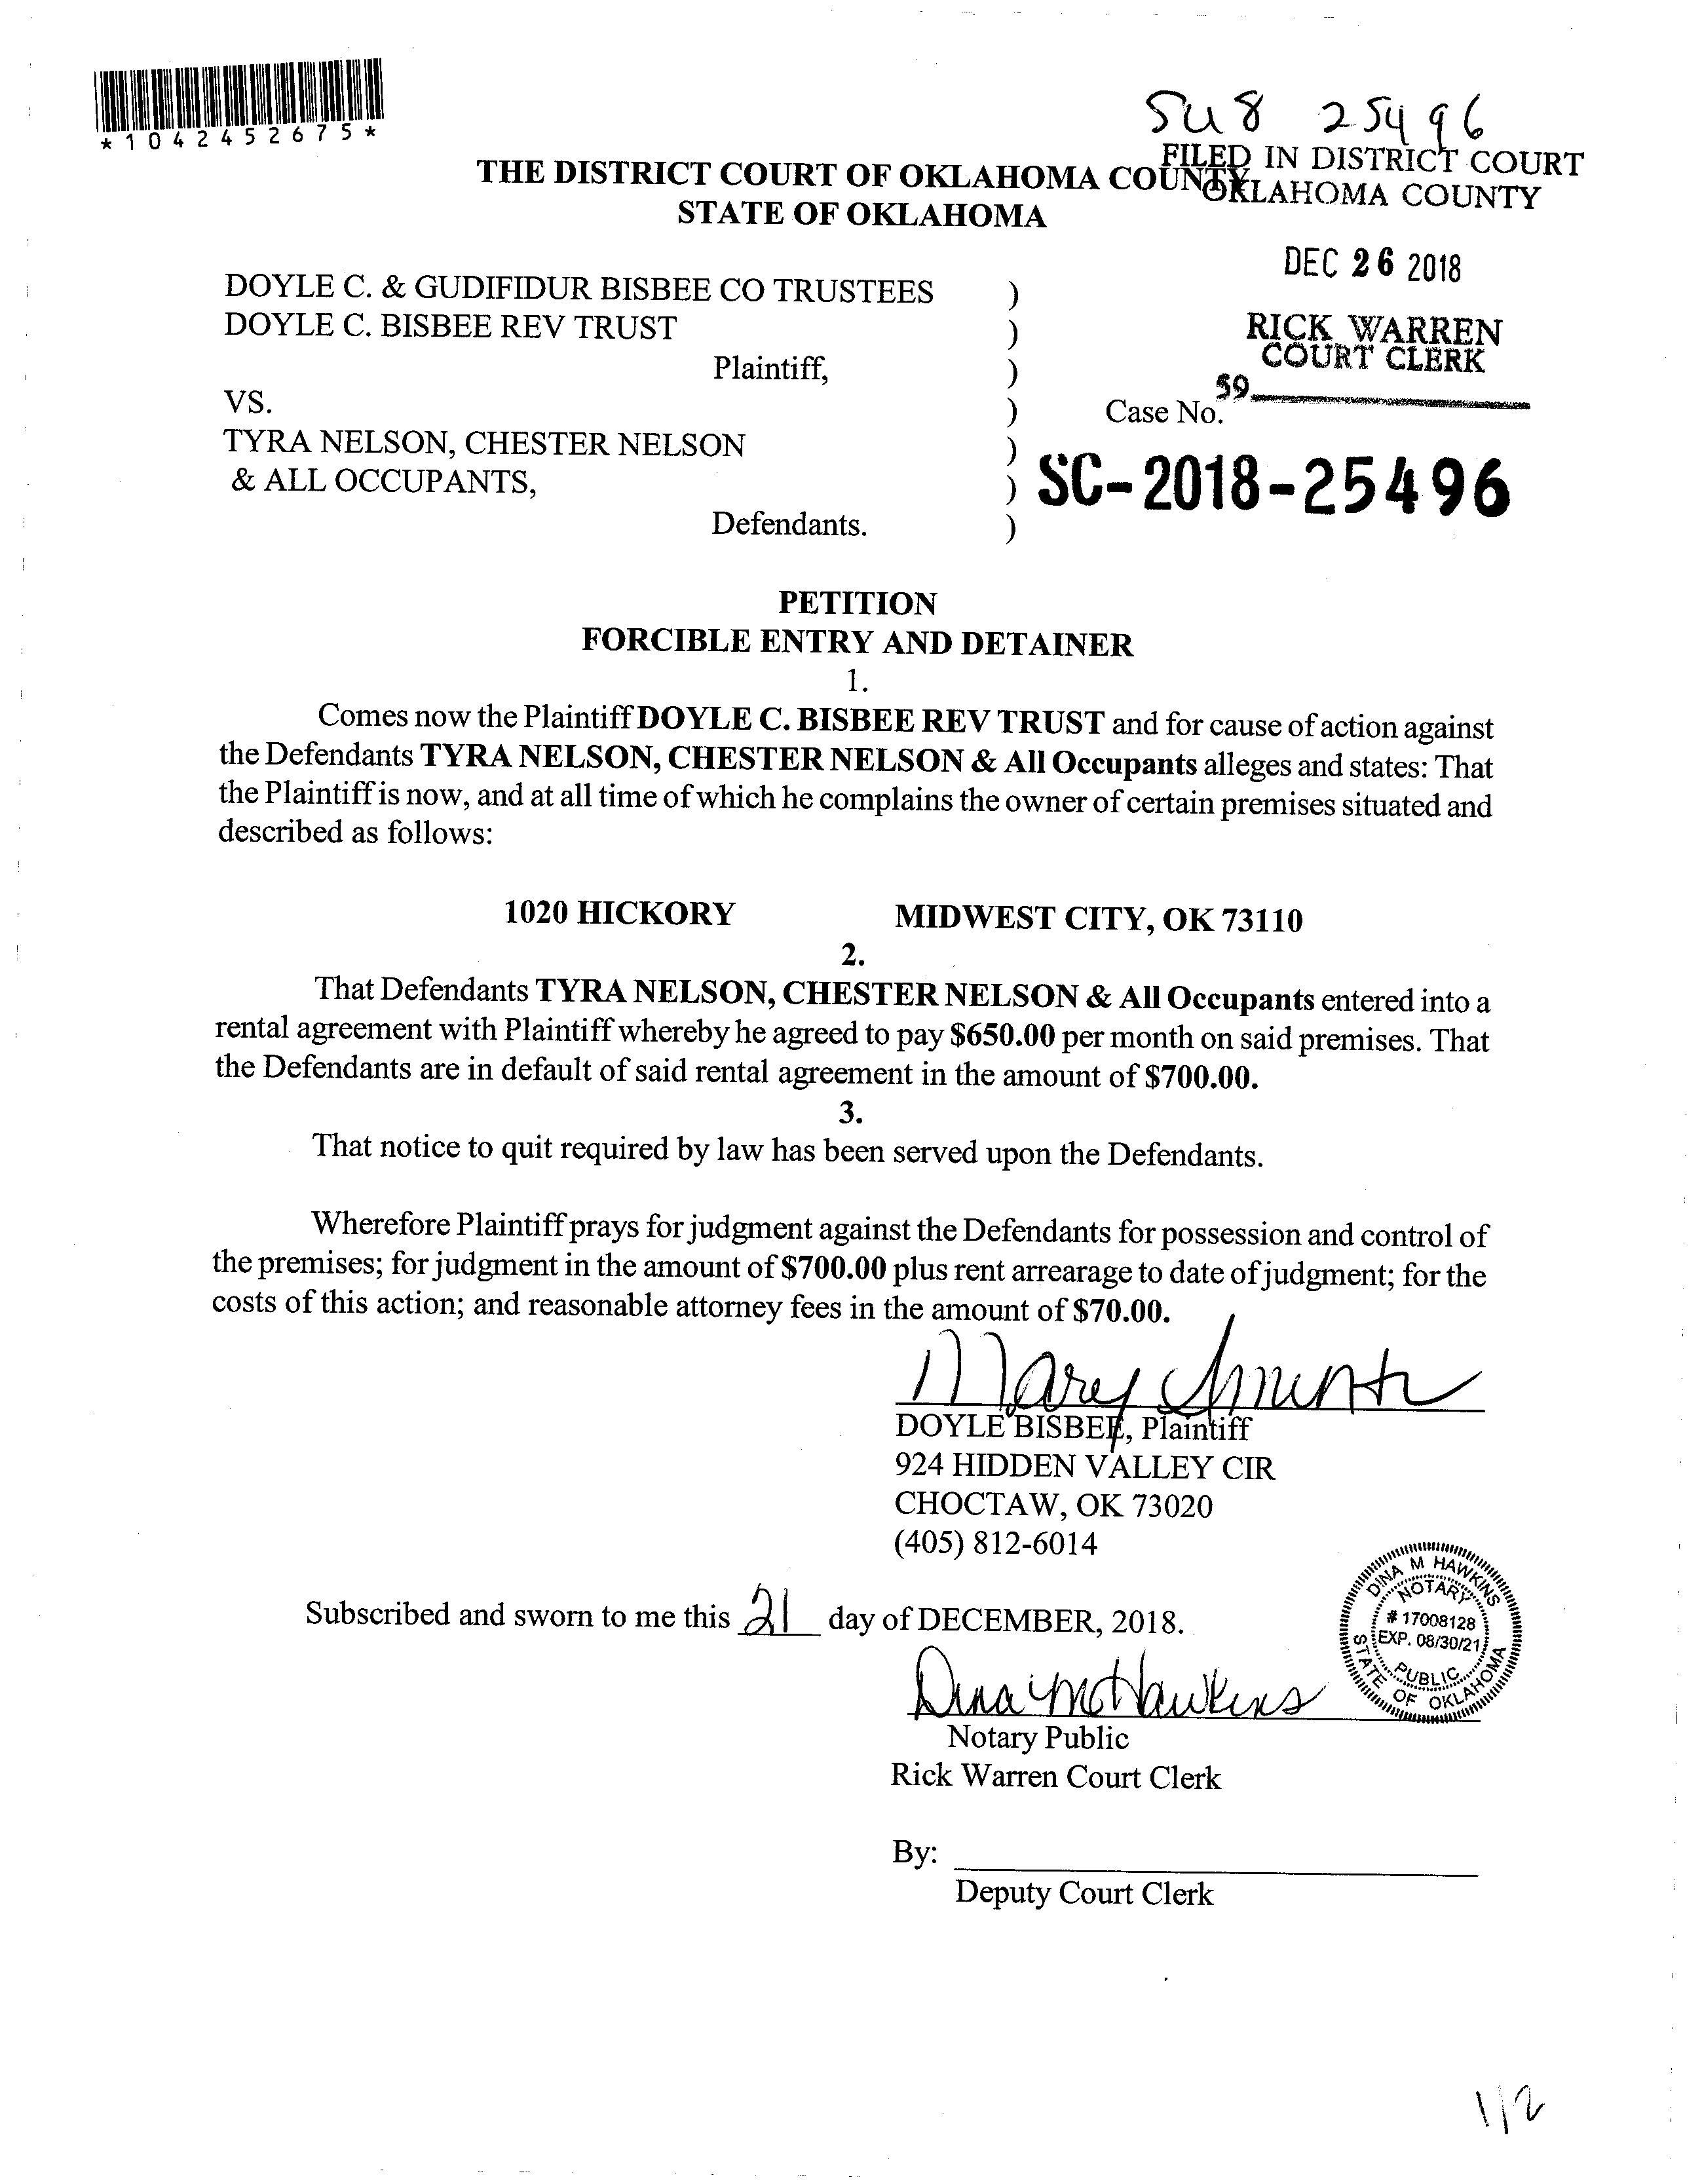 *1042452675*
SU8 25496
FILED IN DISTRICT COURT
OKLAHOMA COUNTY
THE DISTRICT COURT OF OKLAHOMA COUNTY
STATE OF OKLAHOMA
DEC 26 2018
RICK WARREN
COURT CLERK
59
DOYLE C. & GUDIFIDUR BISBEE CO TRUSTEES )
DOYLE C. BISBEE REV TRUST )
Plaintiff, )
VS. ) Case No.
TYRA NELSON, CHESTER NELSON )
& ALL OCCUPANTS, ) SC-2018-25496
Defendants. )
PETITION
FORCIBLE ENTRY AND DETAINER
1.
Comes now the Plaintiff DOYLE C. BISBEE REV TRUST and for cause of action against
the Defendants TYRA NELSON, CHESTER NELSON & All Occupants alleges and states: That
the Plaintiff is now, and at all time of which he complains the owner of certain premises situated and
described as follows:
1020 HICKORY MIDWEST CITY, OK 73110
2.
That Defendants TYRA NELSON, CHESTER NELSON & All Occupants entered into a
rental agreement with Plaintiff whereby he agreed to pay $650.00 per month on said premises. That
the Defendants are in default of said rental agreement in the amount of $700.00.
3.
That notice to quit required by law has been served upon the Defendants.
Wherefore Plaintiff prays for judgment against the Defendants for possession and control of
the premises; for judgment in the amount of $700.00 plus rent arrearage to date of judgment; for the
costs of this action; and reasonable attorney fees in the amount of $70.00.
Mary
DOYLE BISBEE, Plaintiff
924 HIDDEN VALLEY CIR
CHOCTAW, OK 73020
(405) 812-6014
Subscribed and sworn to me this 21 day of DECEMBER, 2018.
DINA M HAWKINS
NOTARY
# 17008128
EXP. 08/30/21
PUBLIC
STATE OF OKLAHOMA
Dina M Hawkins
Notary Public
Rick Warren Court Clerk
By:
Deputy Court Clerk
1/2